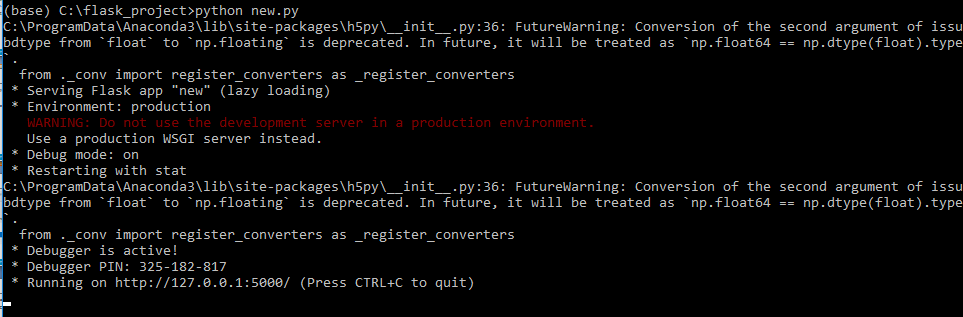 (base) C:\flask_project>python new.py
C:\ProgramData\Anaconda3\lib\site-packages\h5py\__init__.py:36: FutureWarning: Conversion of the second argument of issu
bdtype from `float` to `np.floating` is deprecated. In future, it will be treated as `np.float64 == np.dtype(float).type
`.
  from ._conv import register_converters as _register_converters
 * Serving Flask app "new" (lazy loading)
 * Environment: production
   WARNING: Do not use the development server in a production environment.
   Use a production WSGI server instead.
 * Debug mode: on
 * Restarting with stat
C:\ProgramData\Anaconda3\lib\site-packages\h5py\__init__.py:36: FutureWarning: Conversion of the second argument of issu
bdtype from `float` to `np.floating` is deprecated. In future, it will be treated as `np.float64 == np.dtype(float).type
`.
  from ._conv import register_converters as _register_converters
 * Debugger is active!
 * Debugger PIN: 325-182-817
 * Running on http://127.0.0.1:5000/ (Press CTRL+C to quit)